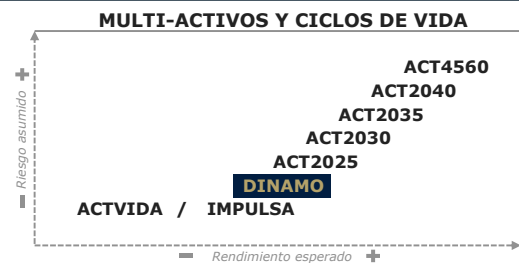 MULTI-ACTIVOS Y CICLOS DE VIDA
ACT4560
ACT2040
ACT2035
ACT2030
ACT2025
DINAMO
ACTVIDA / IMPULSA
Riesgo asumido
Rendimiento esperado